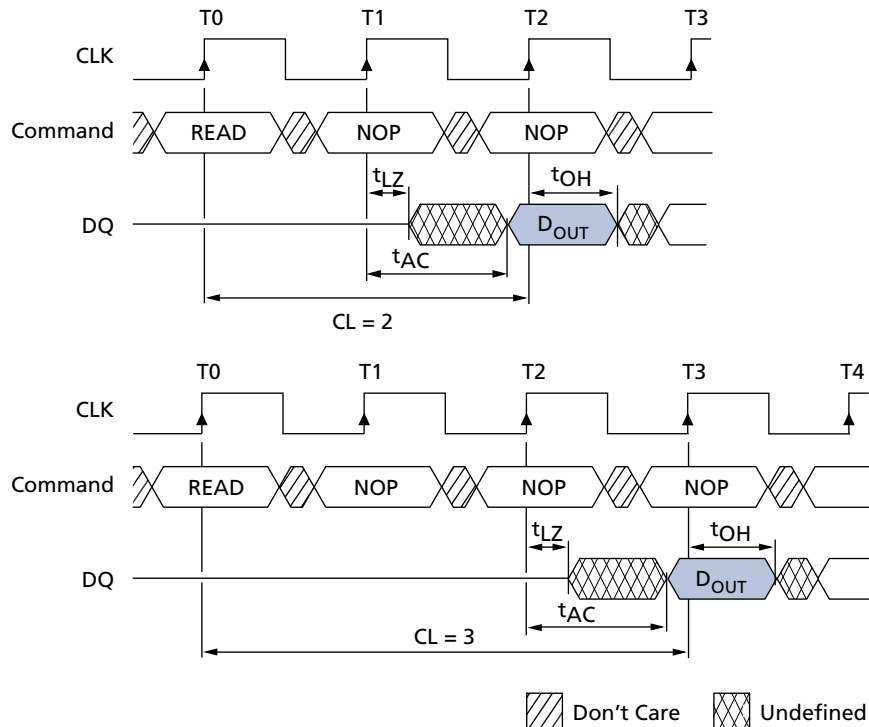 T0 T1 T2 T3
CLK
Command READ NOP NOP
tLZ tOH
DQ DOUT
tAC
CL = 2
T0 T1 T2 T3 T4
CLK
Command READ NOP NOP NOP
tLZ tOH
DQ DOUT
tAC
CL = 3
Don't Care Undefined